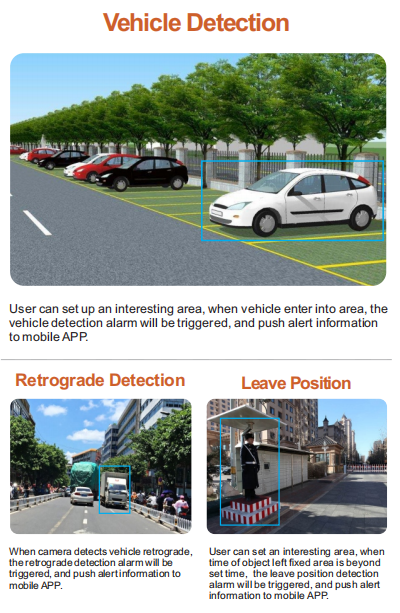 Vehicle Detection
User can set up an interesting area, when vehicle enter into area, the
vehicle detection alarm will be triggered, and push alert information
to mobile APP.
Retrograde Detection
When camera detects vehicle retrograde,
the retrograde detection alarm will be
triggered, and push alert information to
mobile APP.
Leave Position
User can set an interesting area, when
time of object left fixed area is beyond
set time, the leave position detection
alarm will be triggered, and push alert
information to mobile APP.